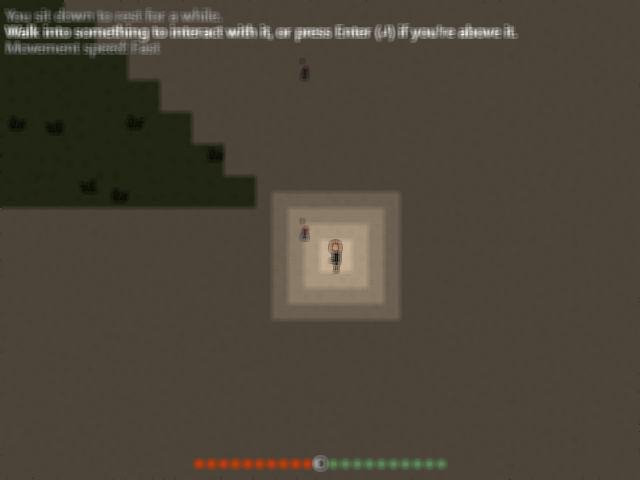 You sit down to rest for a while.
Walk into something to interact with it, or press Enter (↲) if you're above it.
Movement speed: Fast